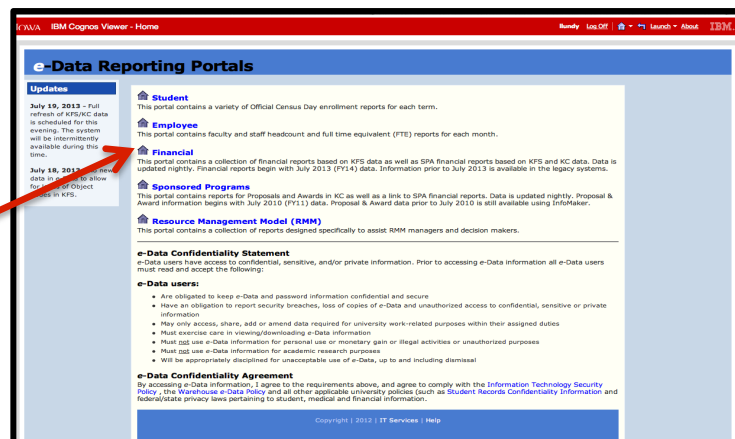 IOWA IBM Cognos Viewer - Home Bundy Log Off Launch About IBM.
e-Data Reporting Portals
Updates
July 19, 2013 - Full
refresh of KFS/KC data
is scheduled for this
evening. The system
will be intermittently
available during this
time.
July 18, 2013 new
data in to allow
for of Object
in KFS.
Student
This portal contains a variety of Official Census Day enrollment reports for each term.
Employee
This portal contains faculty and staff headcount and full time equivalent (FTE) reports for each month.
Financial
This portal contains a collection of financial reports based on KFS data as well as SPA financial reports based on KFS and KC data. Data is
updated nightly. Financial reports begin with July 2013 (FY14) data. Information prior to July 2013 is available in the legacy systems.
Sponsored Programs
This portal contains reports for Proposals and Awards in KC as well as a link to SPA financial reports. Data is updated nightly. Proposal &
Award information begins with July 2010 (FY11) data. Proposal & Award data prior to July 2010 is still available using InfoMaker.
Resource Management Model (RMM)
This portal contains a collection of reports designed specifically to assist RMM managers and decision makers.
e-Data Confidentiality Statement
e-Data users have access to confidential, sensitive, and/or private information. Prior to accessing e-Data information all e-Data users
must read and accept the following:
e-Data users:
• Are obligated to keep e-Data and password information confidential and secure
• Have an obligation to report security breaches, loss of copies of e-Data and unauthorized access to confidential, sensitive or private
information
• May only access, share, add or amend data required for university work-related purposes within their assigned duties
• Must exercise care in viewing/downloading e-Data information
• Must not use e-Data information for personal use or monetary gain or illegal activities or unauthorized purposes
• Must not use e-Data information for academic research purposes
• Will be appropriately disciplined for unacceptable use of e-Data, up to and including dismissal
e-Data Confidentiality Agreement
By accessing e-Data information, I agree to the requirements above, and agree to comply with the Information Technology Security
Policy , the Warehouse e-Data Policy and all other applicable university policies (such as Student Records Confidentiality Information and
federal/state privacy laws pertaining to student, medical and financial information.
Copyright | 2012 | IT Services | Help